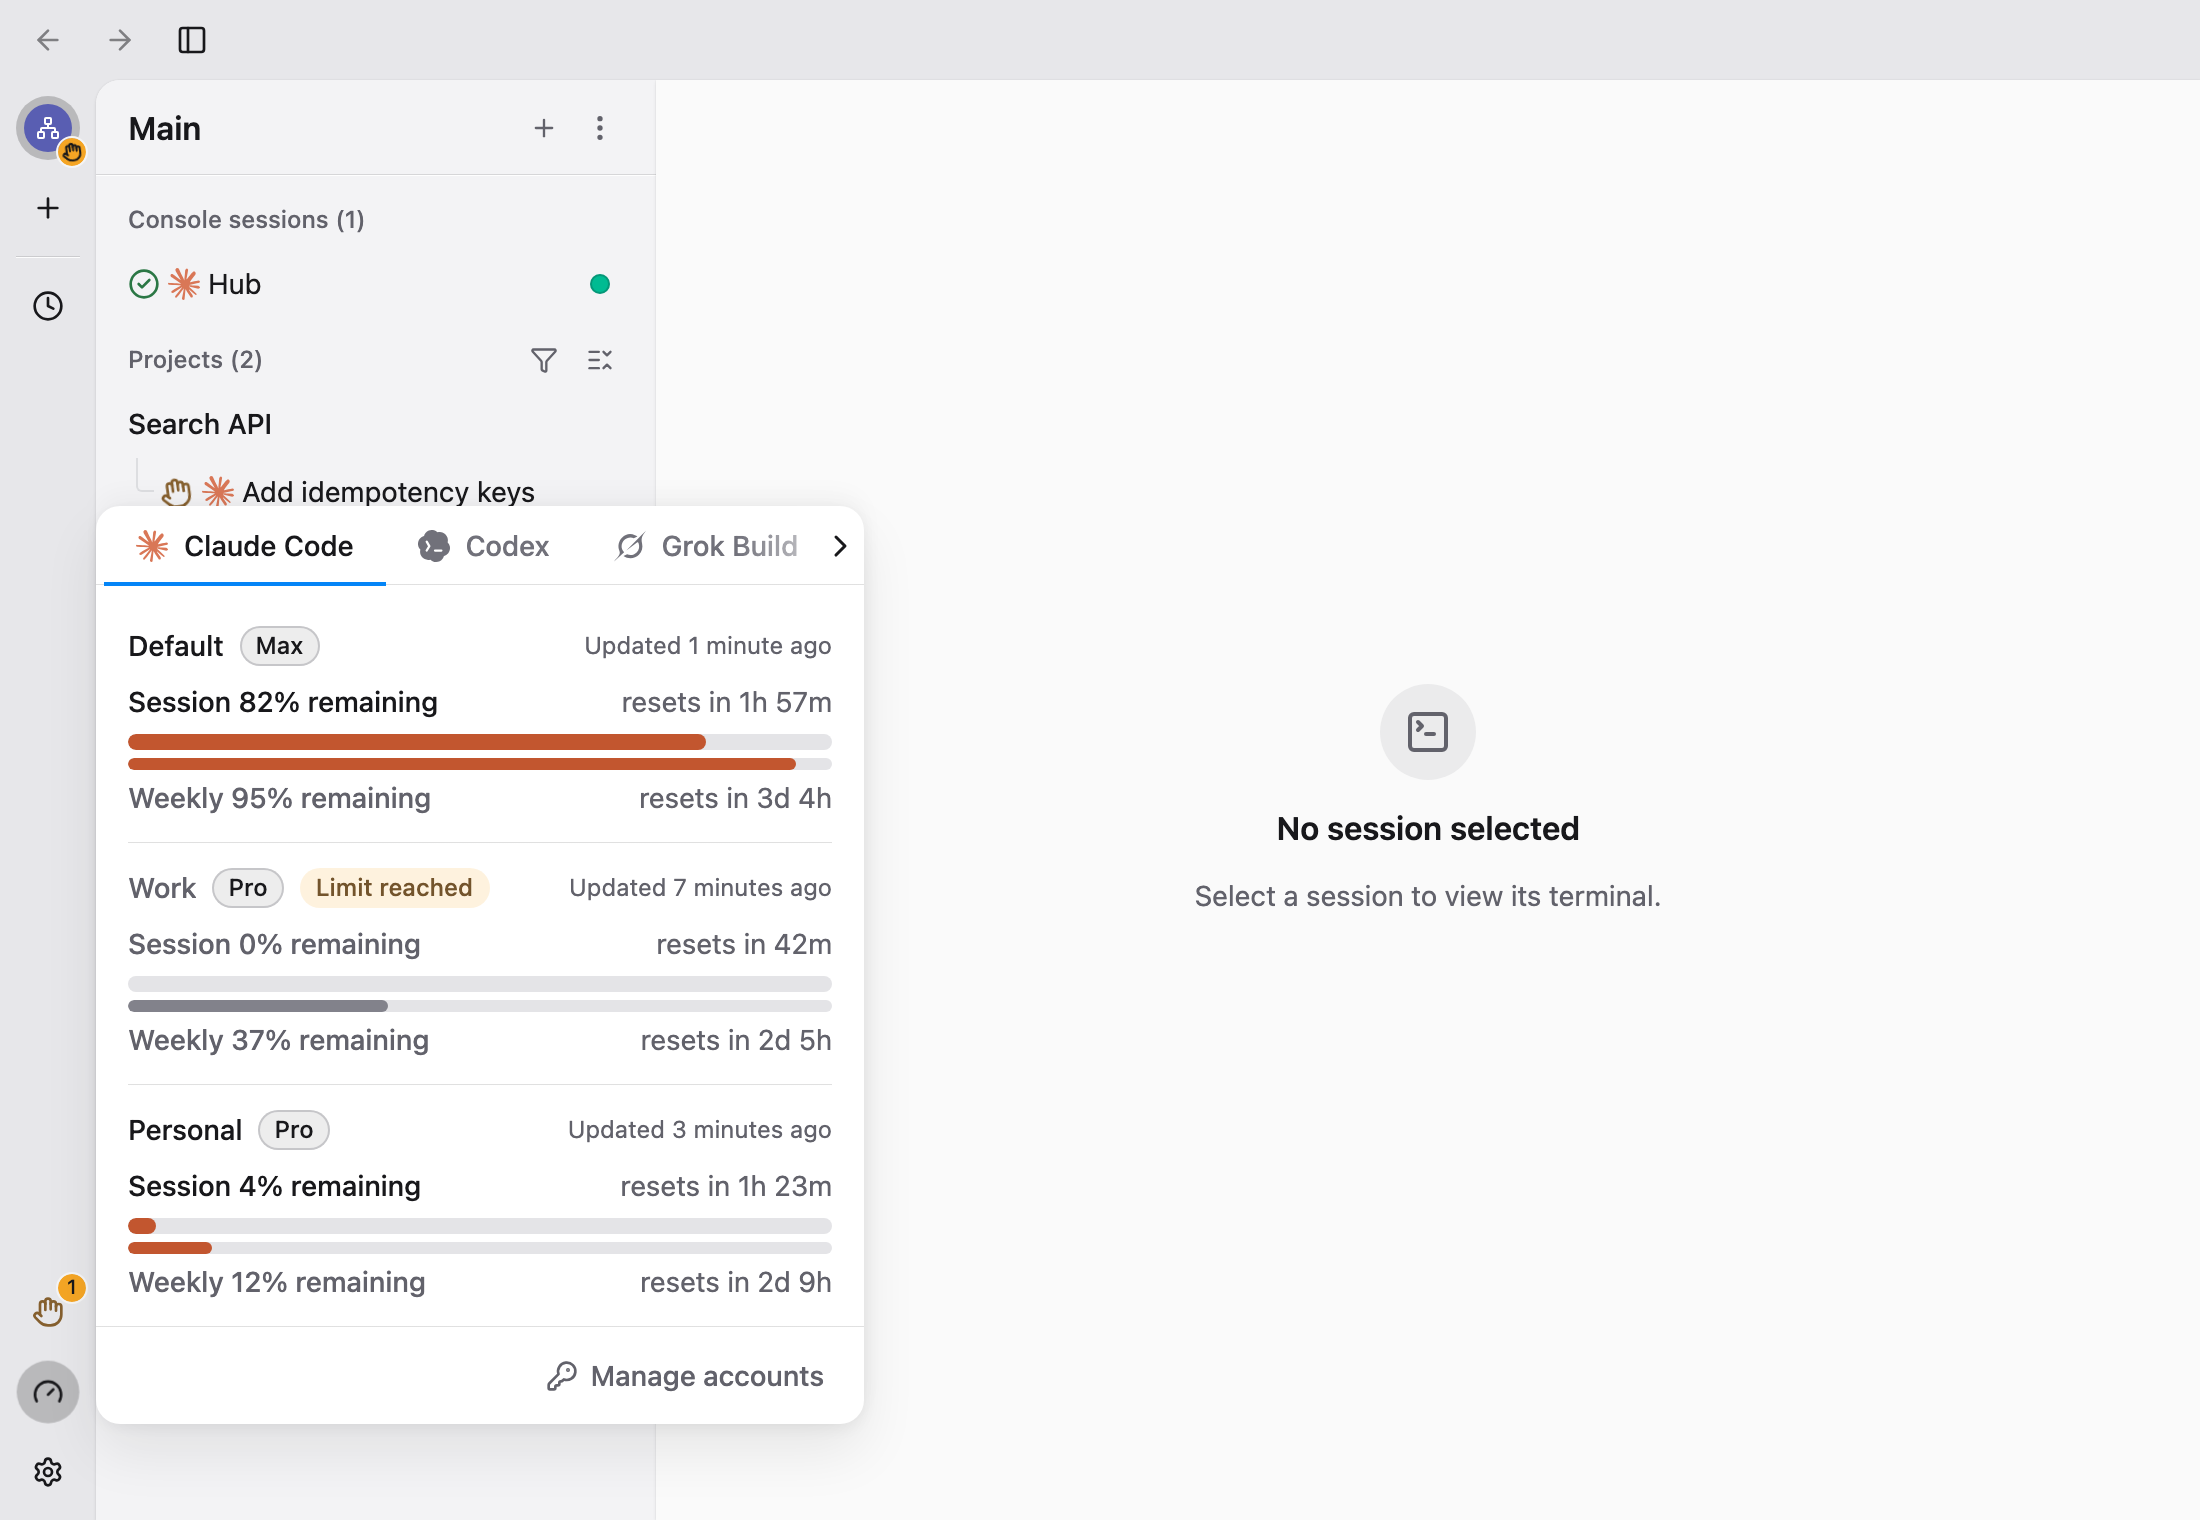 Main
Console sessions (1)
Hub
Projects (2)
Search API
Add idempotency keys
Claude Code
Codex
Grok Build
Default
Max
Updated 1 minute ago
Session 82% remaining
resets in 1h 57m
Weekly 95% remaining
resets in 3d 4h
Work
Pro
Limit reached
Updated 7 minutes ago
Session 0% remaining
resets in 42m
Weekly 37% remaining
resets in 2d 5h
Personal
Pro
Updated 3 minutes ago
Session 4% remaining
resets in 1h 23m
Weekly 12% remaining
resets in 2d 9h
Manage accounts
1
No session selected
Select a session to view its terminal.